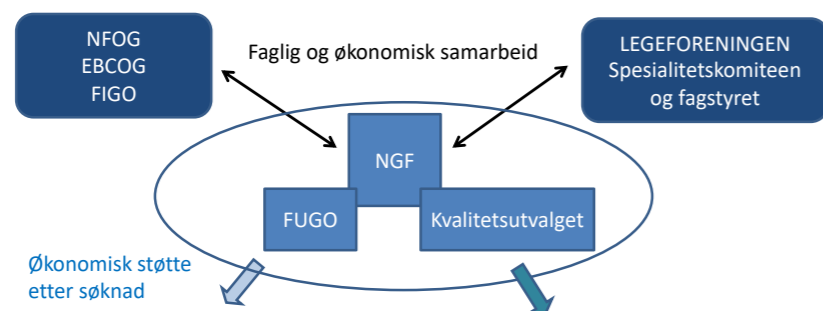 NFOG
EBCOG
FIGO
Faglig og økonomisk samarbeid
LEGEFORENINGEN
Spesialitetskomiteen
og fagstyret
NGF
FUGO
Kvalitetsutvalget
Økonomisk støtte
etter søknad